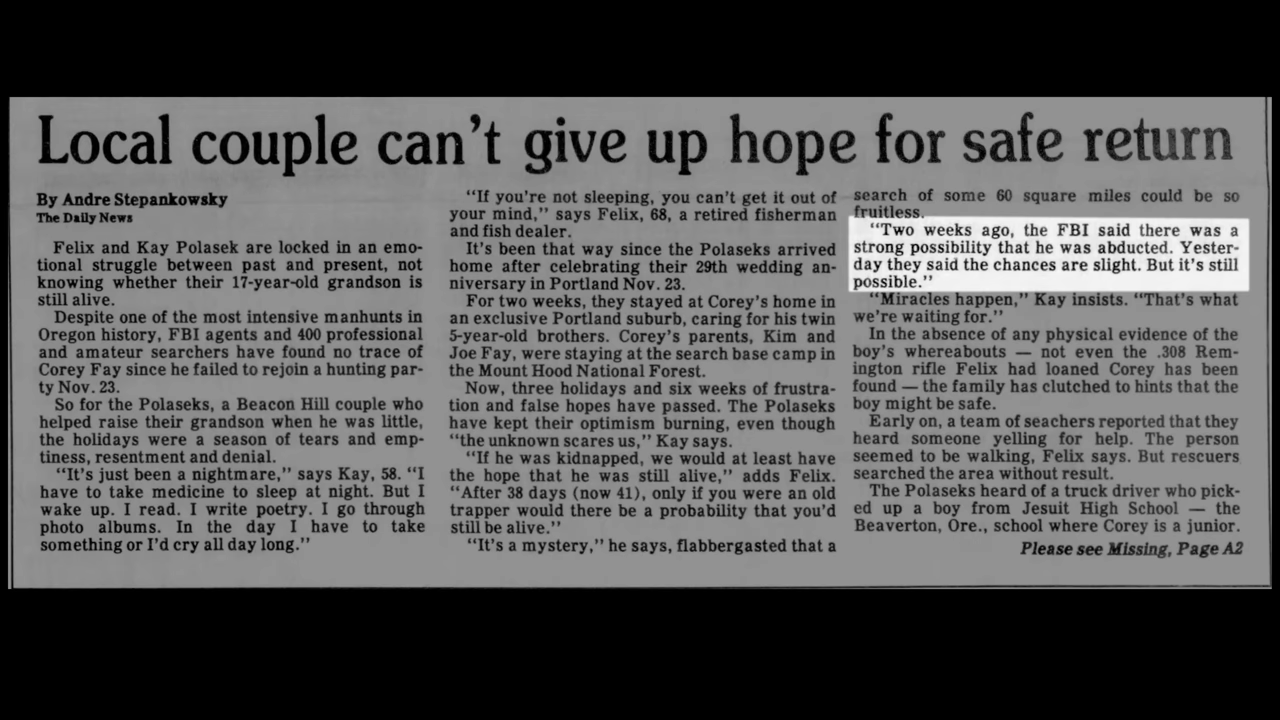 Local couple can't give up hope for safe return
By Andre Stepankowsky
The Daily News
Felix and Kay Polasek are locked in an emo-
tional struggle between past and present, not
knowing whether their 17-year-old grandson is
still alive.
Despite one of the most intensive manhunts in
Oregon history, FBI agents and 400 professional
and amateur searchers have found no trace of
Corey Fay since he failed to rejoin a hunting par-
ty Nov. 23.
So for the Polaseks, a Beacon Hill couple who
helped raise their grandson when he was little,
the holidays were a season of tears and emp-
tiness, resentment and denial.
"It's just been a nightmare," says Kay, 58. "I
have to take medicine to sleep at night. But I
wake up. I read. I write poetry. I go through
photo albums. In the day I have to take
something or I'd cry all day long."
"If you're not sleeping, you can't get it out of
your mind," says Felix, 68, a retired fisherman
and fish dealer.
It's been that way since the Polaseks arrived
home after celebrating their 29th wedding an-
niversary in Portland Nov. 23.
For two weeks, they stayed at Corey's home in
an exclusive Portland suburb, caring for his twin
5-year-old brothers. Corey's parents, Kim and
Joe Fay, were staying at the search base camp in
the Mount Hood National Forest.
Now, three holidays and six weeks of frustra-
tion and false hopes have passed. The Polaseks
have kept their optimism burning, even though
"the unknown scares us," Kay says.
"If he was kidnapped, we would at least have
the hope that he was still alive," adds Felix.
"After 38 days (now 41), only if you were an old
trapper would there be a probability that you'd
still be alive."
"It's a mystery," he says, flabbergasted that a
search of some 60 square miles could be so
fruitless.
"Two weeks ago, the FBI said there was a
strong possibility that he was abducted. Yester-
day they said the chances are slight. But it's still
possible."
"Miracles happen," Kay insists. "That's what
we're waiting for."
In the absence of any physical evidence of the
boy's whereabouts — not even the .308 Rem-
ington rifle Felix had loaned Corey has been
found — the family has clutched to hints that the
boy might be safe.
Early on, a team of seachers reported that they
heard someone yelling for help. The person
seemed to be walking, Felix says. But rescuers
searched the area without result.
The Polaseks heard of a truck driver who pick-
ed up a boy from Jesuit High School — the
Beaverton, Ore., school where Corey is a junior.
Please see Missing, Page A2